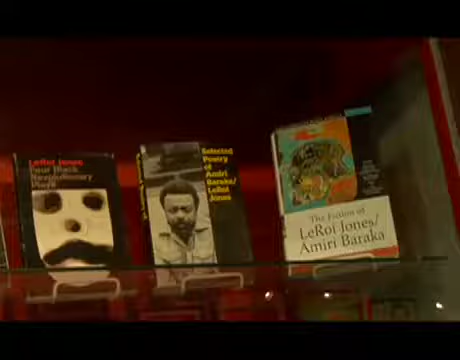 LeRoi Jones
Four Black
Revolutionary
Plays
Selected
Poetry
of
Amiri
Baraka/
LeRoi
Jones
The Fiction of
LeRoi Jones/
Amiri Baraka